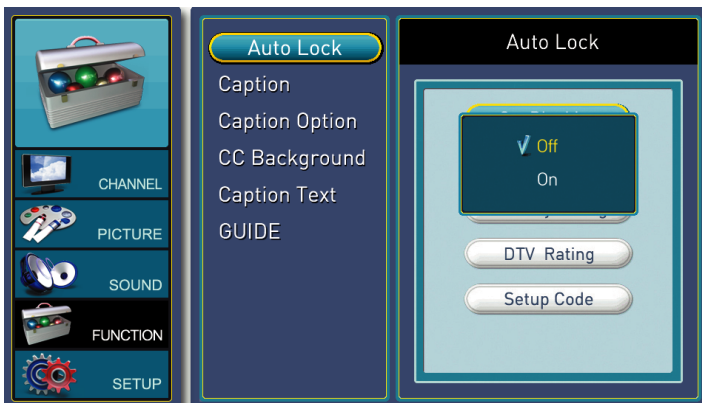 CHANNEL
PICTURE
SOUND
FUNCTION
SETUP
Auto Lock
Caption
Caption Option
CC Background
Caption Text
GUIDE
Auto Lock
Off
On
DTV Rating
Setup Code